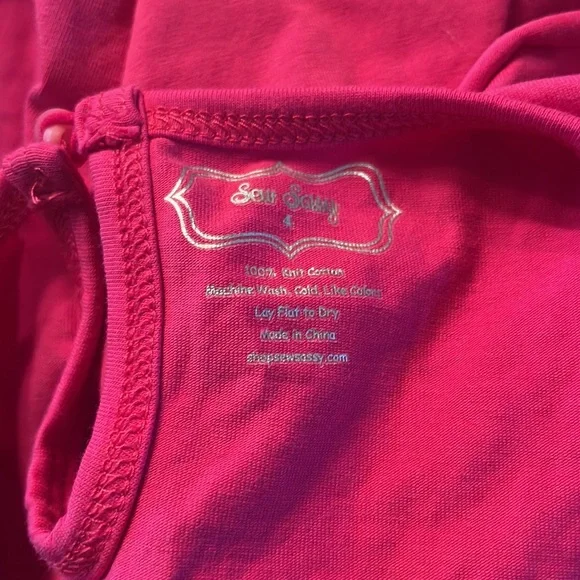 Sew Sassy
4
100% Knit Cotton
Machine Wash, Cold, Like Colors
Lay Flat to Dry
Made in China
shopsewsassy.com